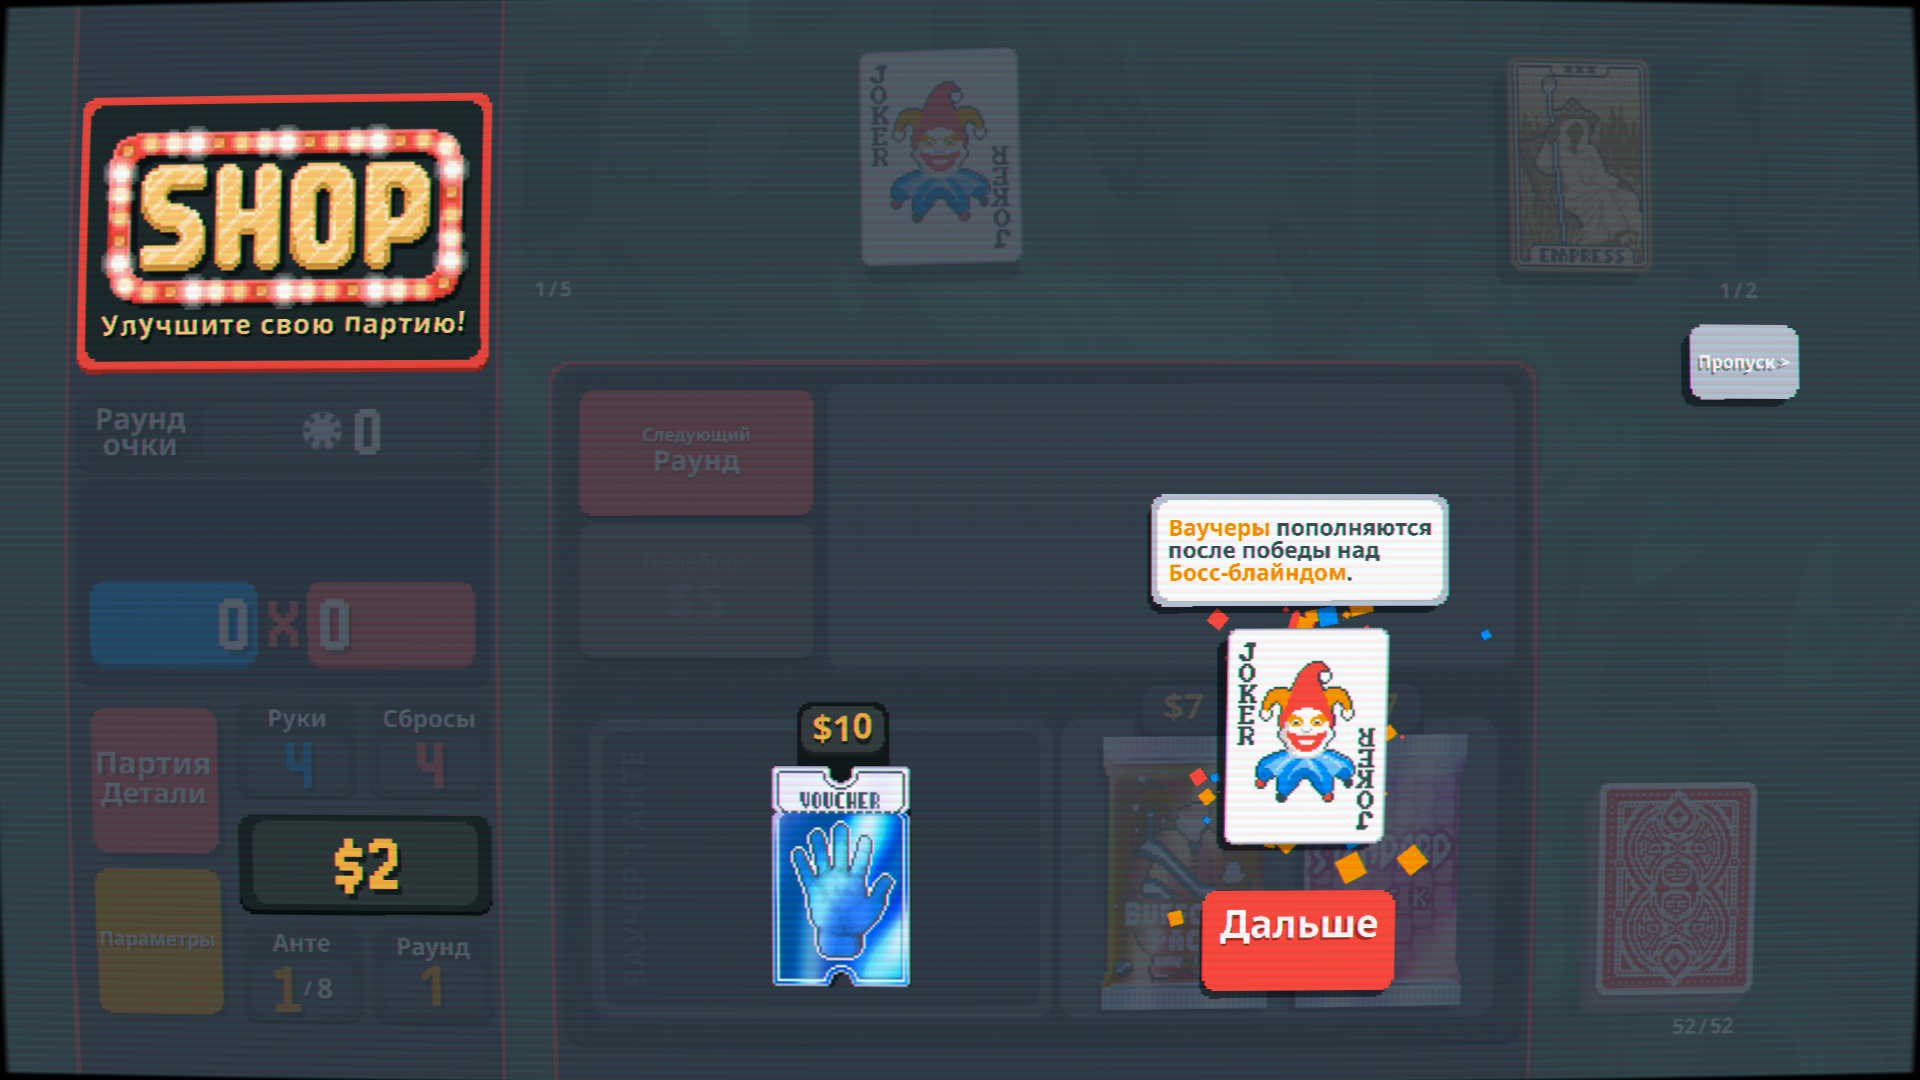 SHOP
Улучшите свою партию!
Раунд
очки
0
0 X 0
Партия
Детали
Руки
4
Сбросы
4
$2
Параметры
Анте
1 / 8
Раунд
1
JOKER
JOKER
1/5
EMPRESS
1/2
Пропуск >
Следующий
Раунд
Переброс
$5
Ваучеры пополняются
после победы над
Босс-блайндом.
JOKER
JOKER
Дальше
$10
VOUCHER
$7
52/52